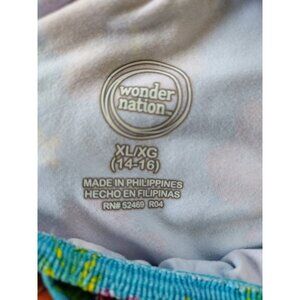 wonder
nation
XL/XG
(14-16)
MADE IN PHILIPPINES
HECHO EN FILIPINAS
RN# 52469 R04